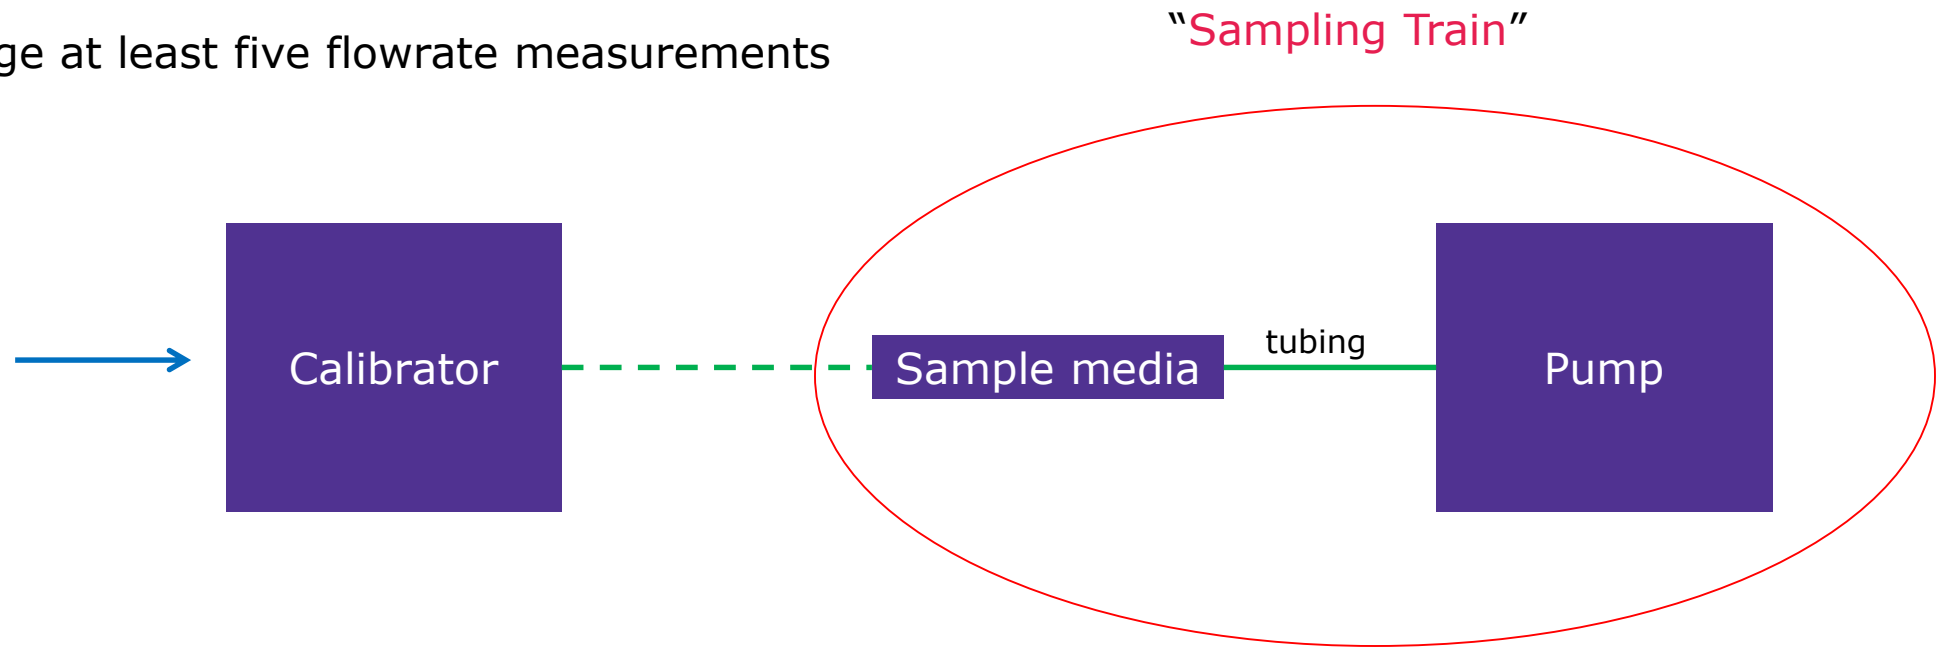 “Sampling Train”
ge at least five flowrate measurements
tubing
Calibrator
Sample media
Pump